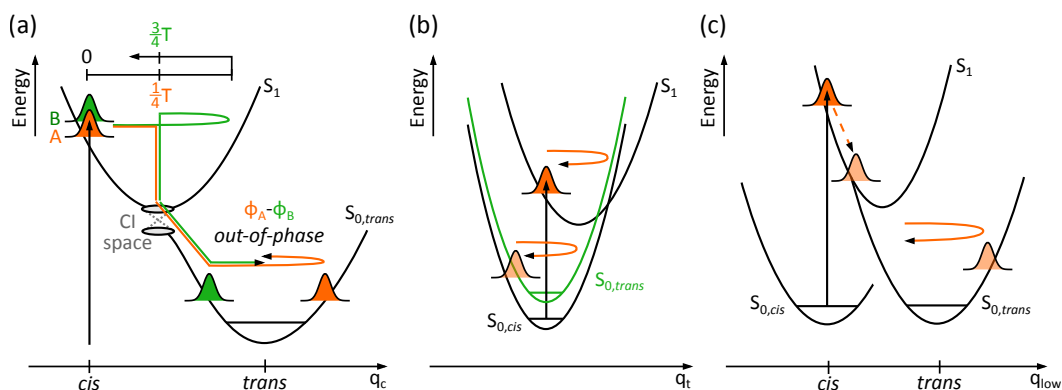 (a)
3/4T
0
1/4T
Energy
S1
B
A
CI
space
ΦA-ΦB
out-of-phase
S0,trans
cis
trans
qc
(b)
Energy
S1
S0,trans
S0,cis
qt
(c)
Energy
S1
S0,cis
S0,trans
cis
trans
qlow